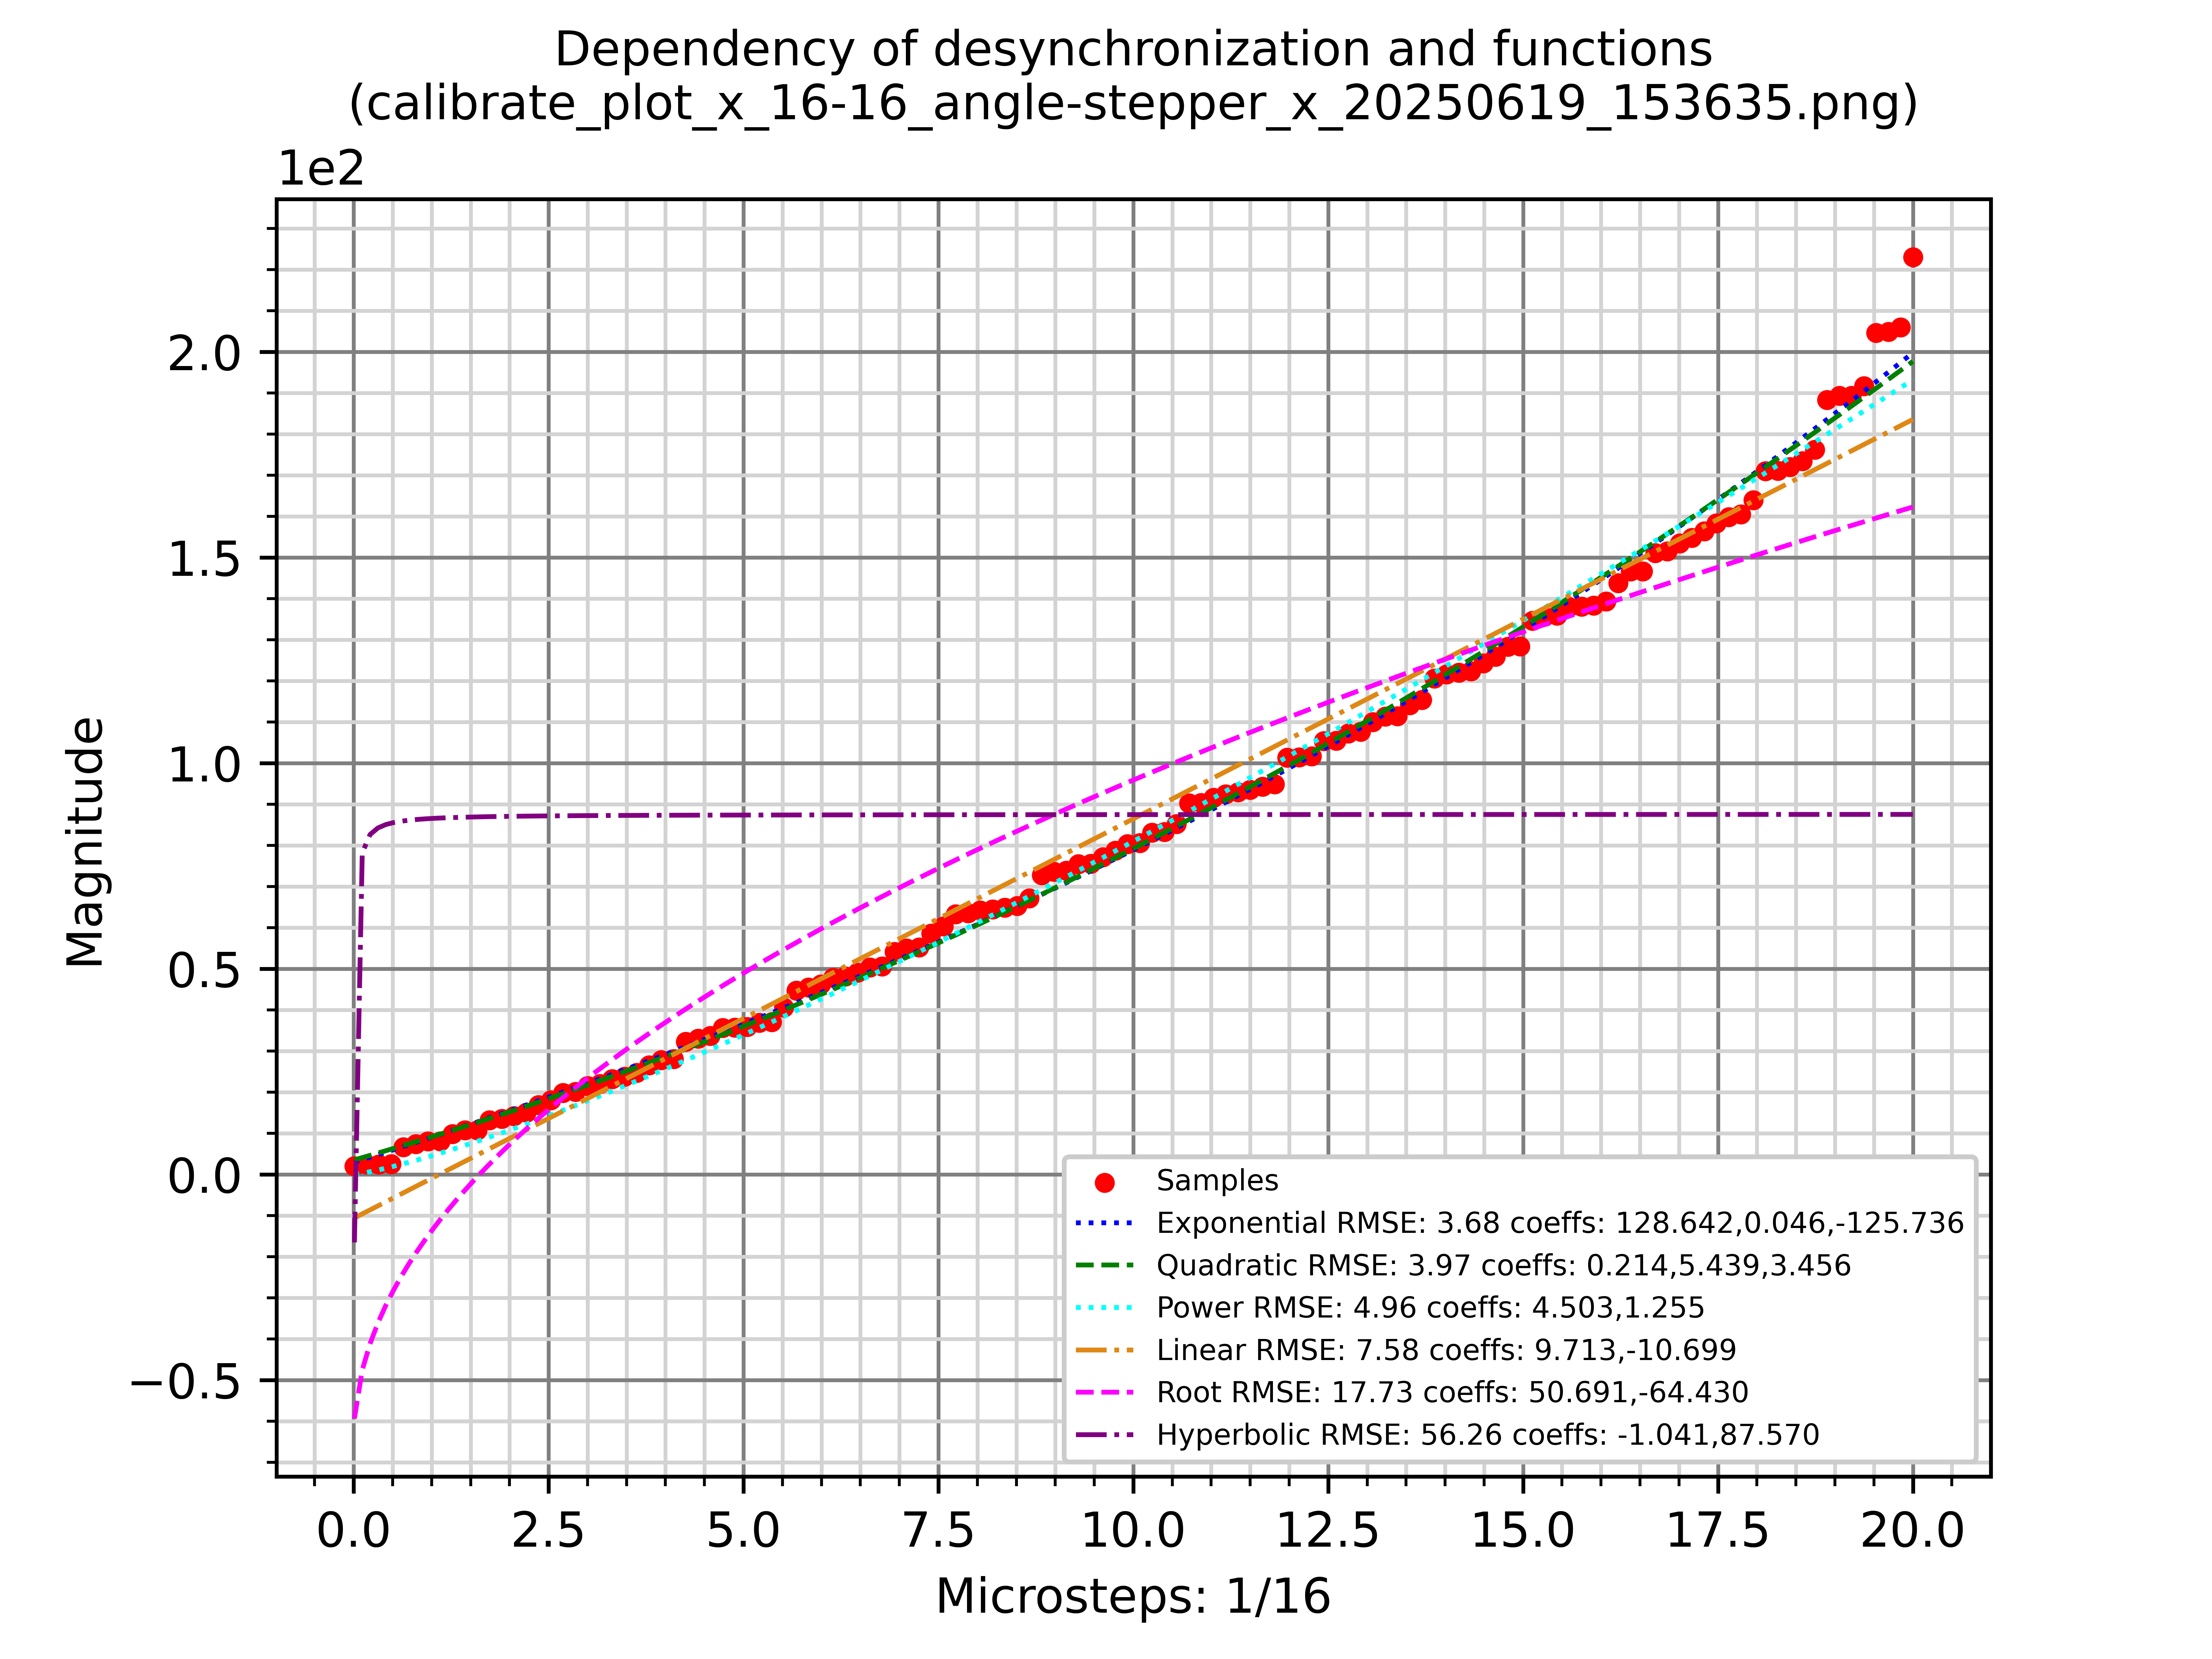 Dependency of desynchronization and functions
(calibrate_plot_x_16-16_angle-stepper_x_20250619_153635.png)
1e2
2.0
1.5
1.0
0.5
0.0
−0.5
Magnitude
Samples
Exponential RMSE: 3.68 coeffs: 128.642,0.046,-125.736
Quadratic RMSE: 3.97 coeffs: 0.214,5.439,3.456
Power RMSE: 4.96 coeffs: 4.503,1.255
Linear RMSE: 7.58 coeffs: 9.713,-10.699
Root RMSE: 17.73 coeffs: 50.691,-64.430
Hyperbolic RMSE: 56.26 coeffs: -1.041,87.570
0.0 2.5 5.0 7.5 10.0 12.5 15.0 17.5 20.0
Microsteps: 1/16